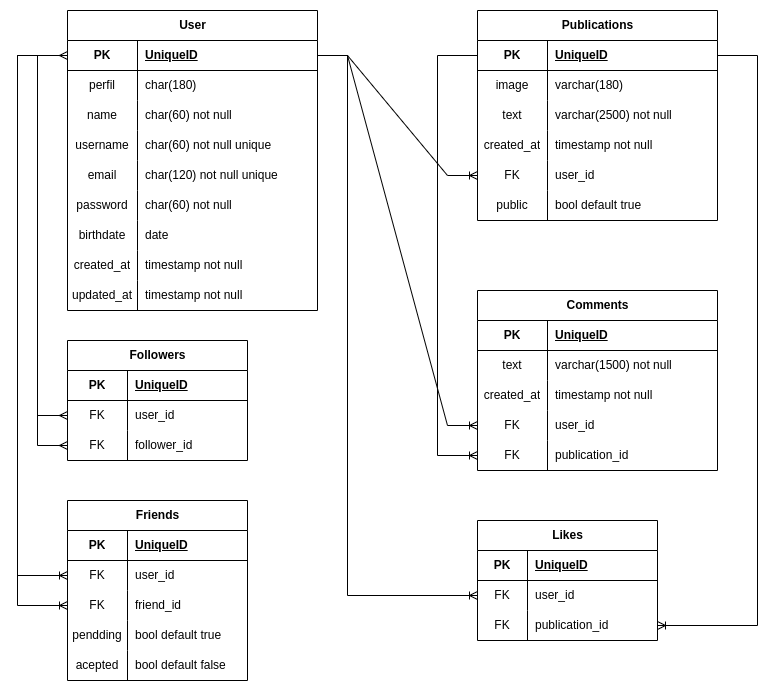 User
PK UniqueID
perfil char(180)
name char(60) not null
username char(60) not null unique
email char(120) not null unique
password char(60) not null
birthdate date
created_at timestamp not null
updated_at timestamp not null
Followers
PK UniqueID
FK user_id
FK follower_id
Friends
PK UniqueID
FK user_id
FK friend_id
pendding bool default true
acepted bool default false
Publications
PK UniqueID
image varchar(180)
text varchar(2500) not null
created_at timestamp not null
FK user_id
public bool default true
Comments
PK UniqueID
text varchar(1500) not null
created_at timestamp not null
FK user_id
FK publication_id
Likes
PK UniqueID
FK user_id
FK publication_id